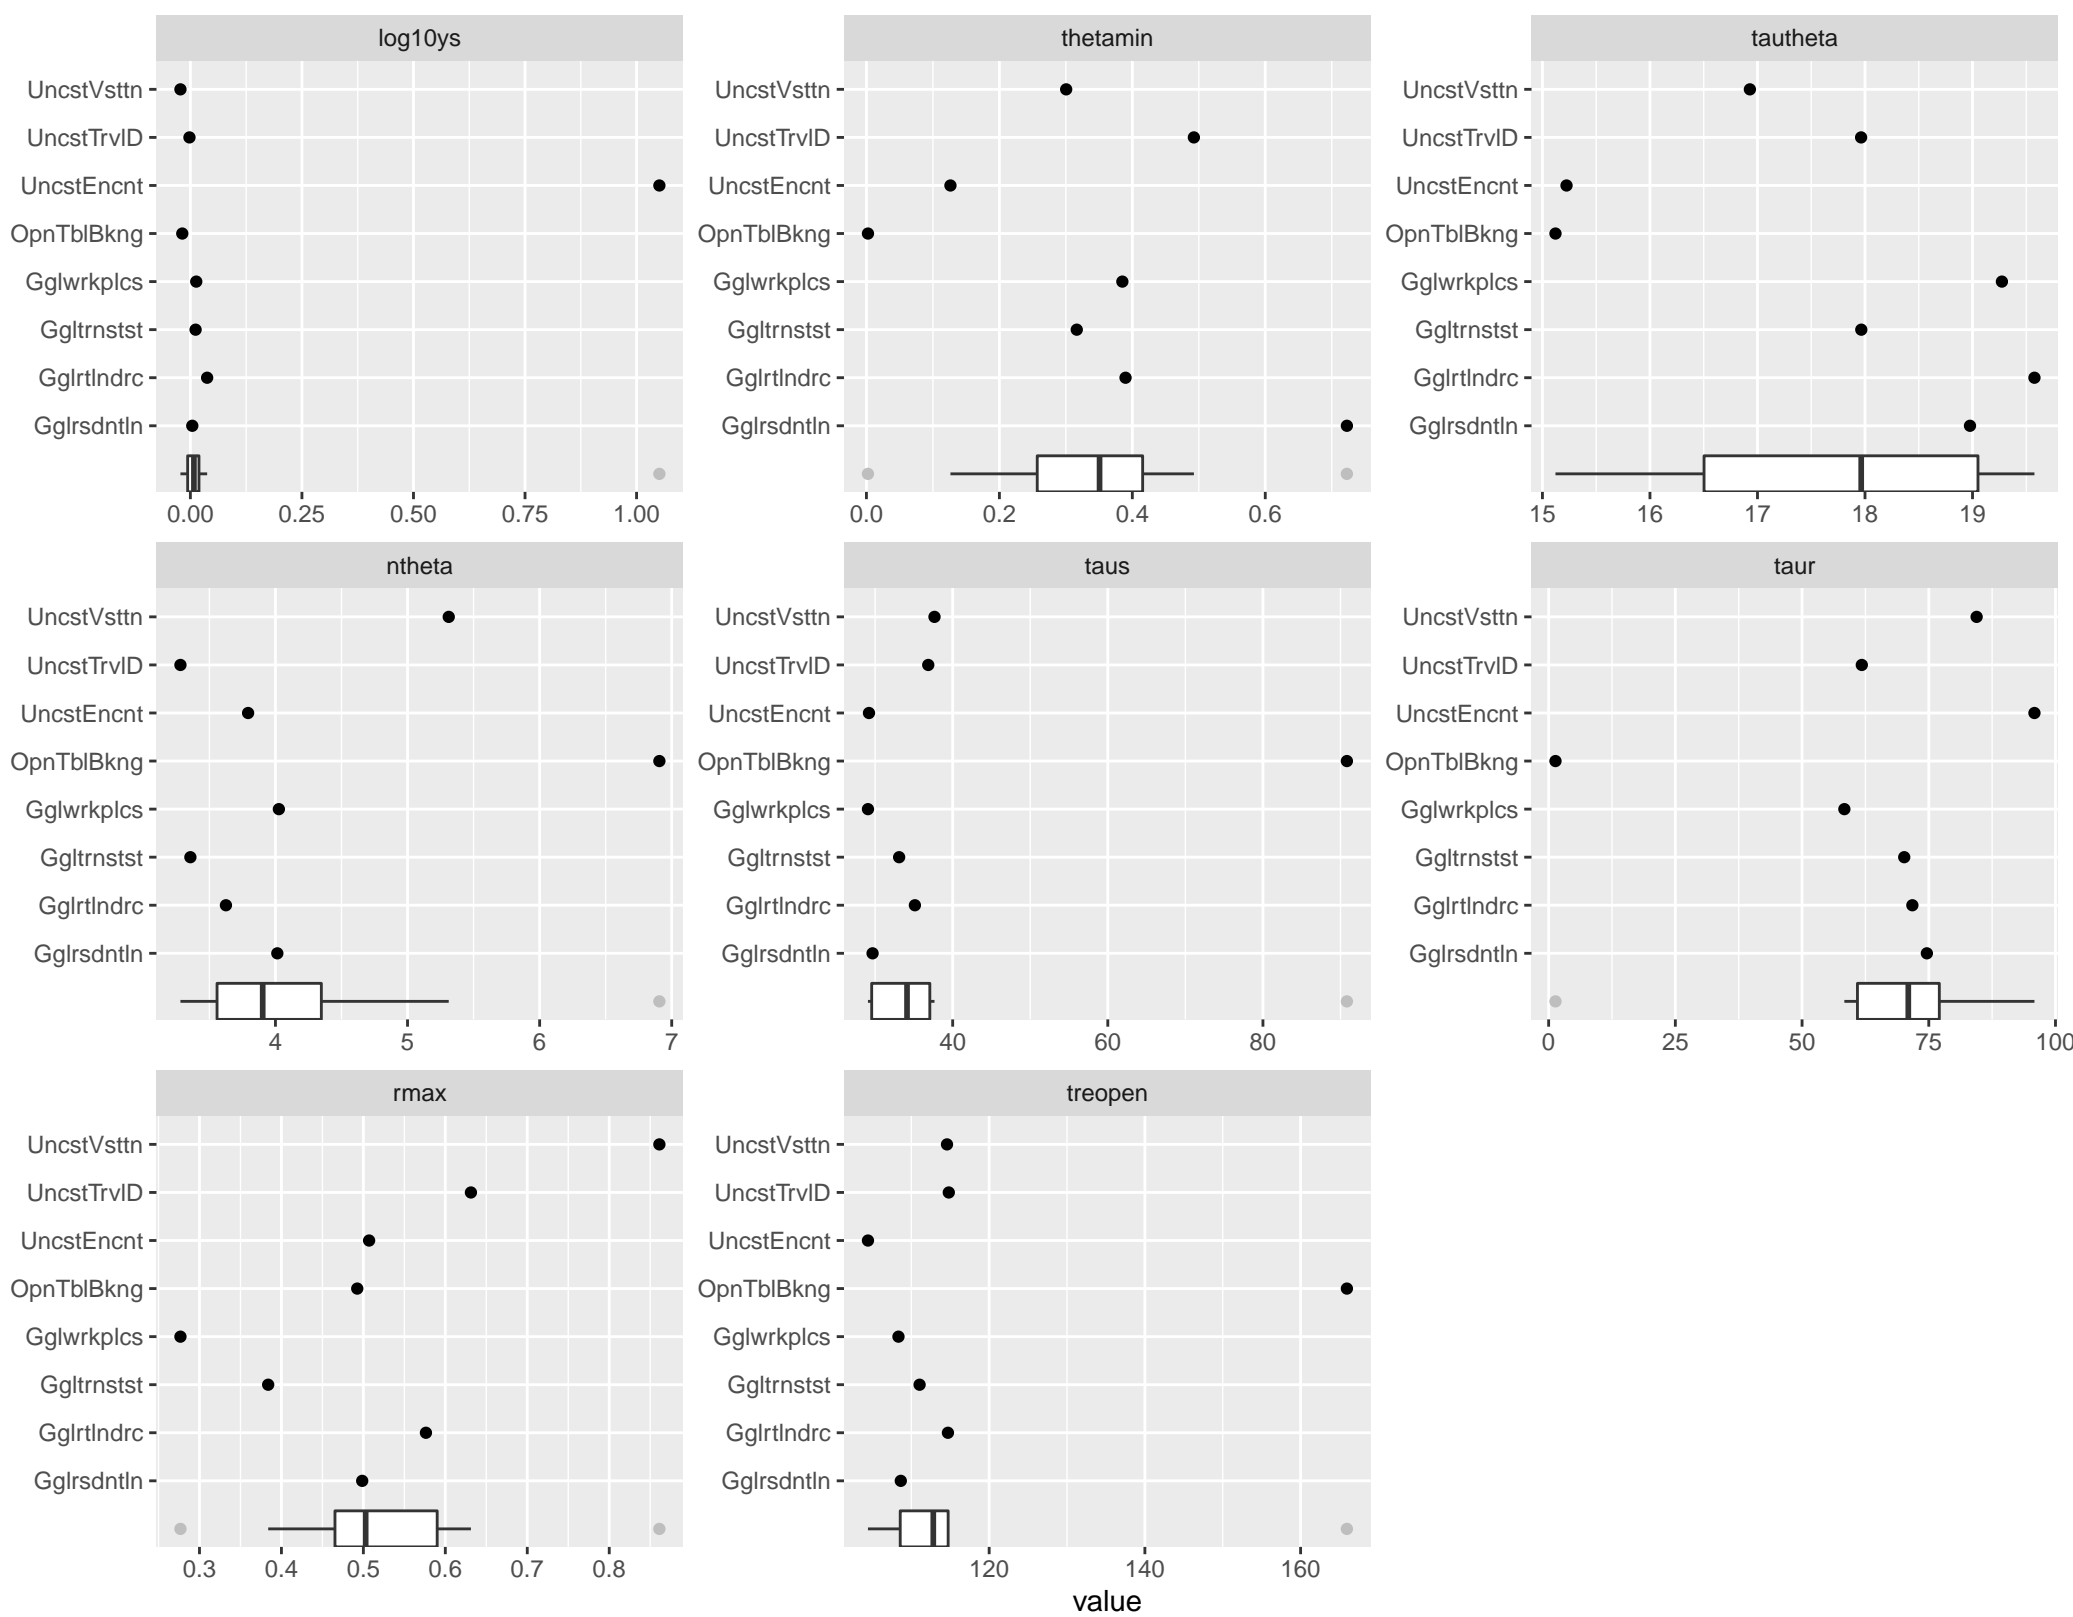 log10ys
thetamin
tautheta
UncstVsttn
UncstTrvlD
UncstEncnt
OpnTblBkng
Gglwrkplcs
Ggltrnstst
Gglrtlndrc
Gglrsdntln
0.00 0.25 0.50 0.75 1.00
UncstVsttn
UncstTrvlD
UncstEncnt
OpnTblBkng
Gglwrkplcs
Ggltrnstst
Gglrtlndrc
Gglrsdntln
0.0 0.2 0.4 0.6
UncstVsttn
UncstTrvlD
UncstEncnt
OpnTblBkng
Gglwrkplcs
Ggltrnstst
Gglrtlndrc
Gglrsdntln
15 16 17 18 19
ntheta
taus
taur
UncstVsttn
UncstTrvlD
UncstEncnt
OpnTblBkng
Gglwrkplcs
Ggltrnstst
Gglrtlndrc
Gglrsdntln
4 5 6 7
UncstVsttn
UncstTrvlD
UncstEncnt
OpnTblBkng
Gglwrkplcs
Ggltrnstst
Gglrtlndrc
Gglrsdntln
40 60 80
UncstVsttn
UncstTrvlD
UncstEncnt
OpnTblBkng
Gglwrkplcs
Ggltrnstst
Gglrtlndrc
Gglrsdntln
0 25 50 75 100
rmax
treopen
UncstVsttn
UncstTrvlD
UncstEncnt
OpnTblBkng
Gglwrkplcs
Ggltrnstst
Gglrtlndrc
Gglrsdntln
0.3 0.4 0.5 0.6 0.7 0.8
UncstVsttn
UncstTrvlD
UncstEncnt
OpnTblBkng
Gglwrkplcs
Ggltrnstst
Gglrtlndrc
Gglrsdntln
120 140 160
value